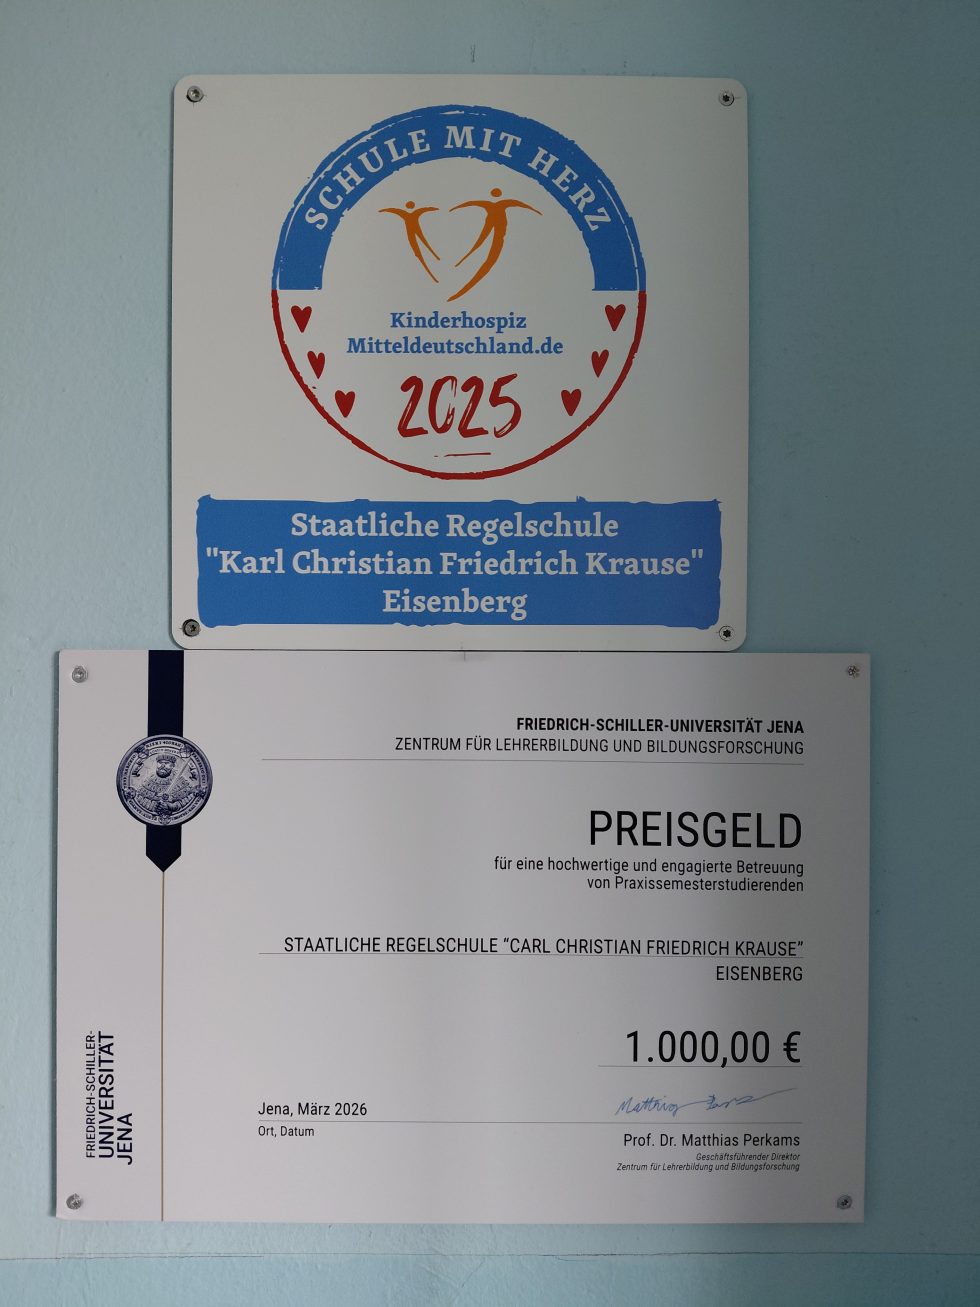 SCHULE MIT HERZ
Kinderhospiz
Mitteldeutschland.de
2025
Staatliche Regelschule
"Karl Christian Friedrich Krause"
Eisenberg
FRIEDRICH-SCHILLER-UNIVERSITÄT JENA
ZENTRUM FÜR LEHRERBILDUNG UND BILDUNGSFORSCHUNG
PREISGELD
für eine hochwertige und engagierte Betreuung
von Praxissemesterstudierenden
STAATLICHE REGELSCHULE “CARL CHRISTIAN FRIEDRICH KRAUSE”
EISENBERG
1.000,00 €
Jena, März 2026
Ort, Datum
Prof. Dr. Matthias Perkams
Geschäftsführender Direktor
Zentrum für Lehrerbildung und Bildungsforschung
FRIEDRICH-SCHILLER-
UNIVERSITÄT
JENA